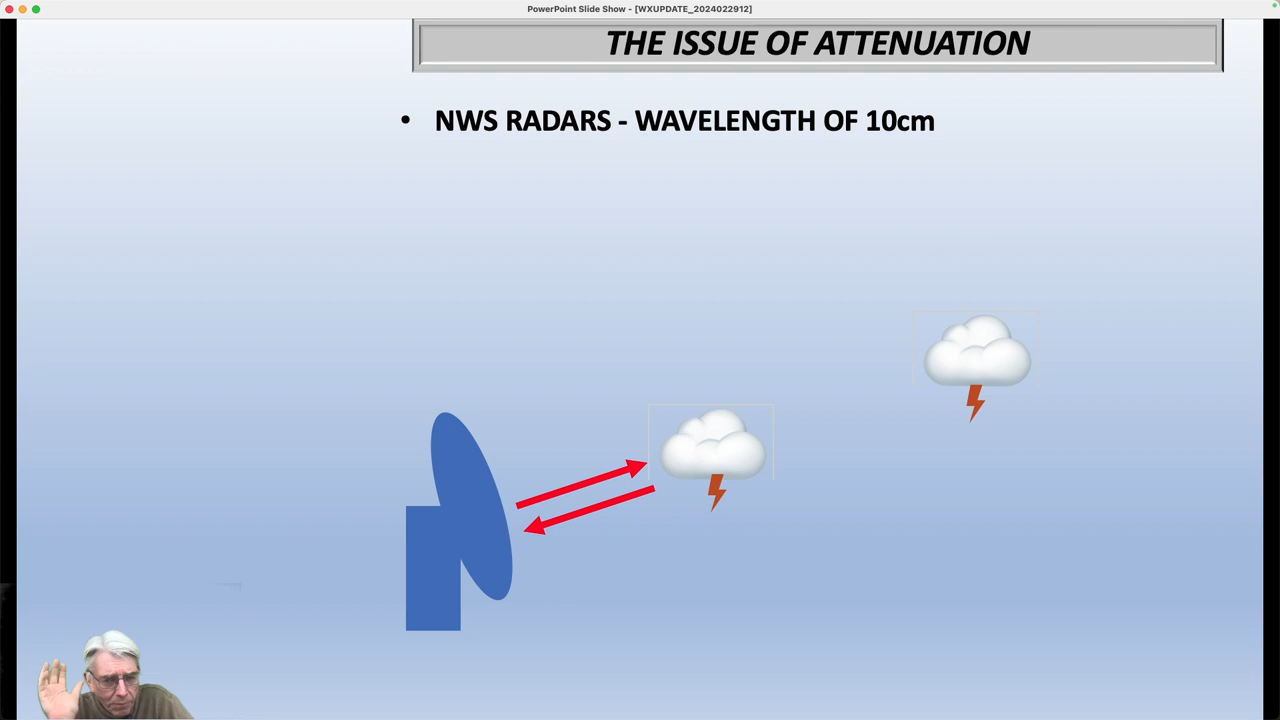 PowerPoint Slide Show - [WXUPDATE_2024022912]
THE ISSUE OF ATTENUATION
• NWS RADARS - WAVELENGTH OF 10cm